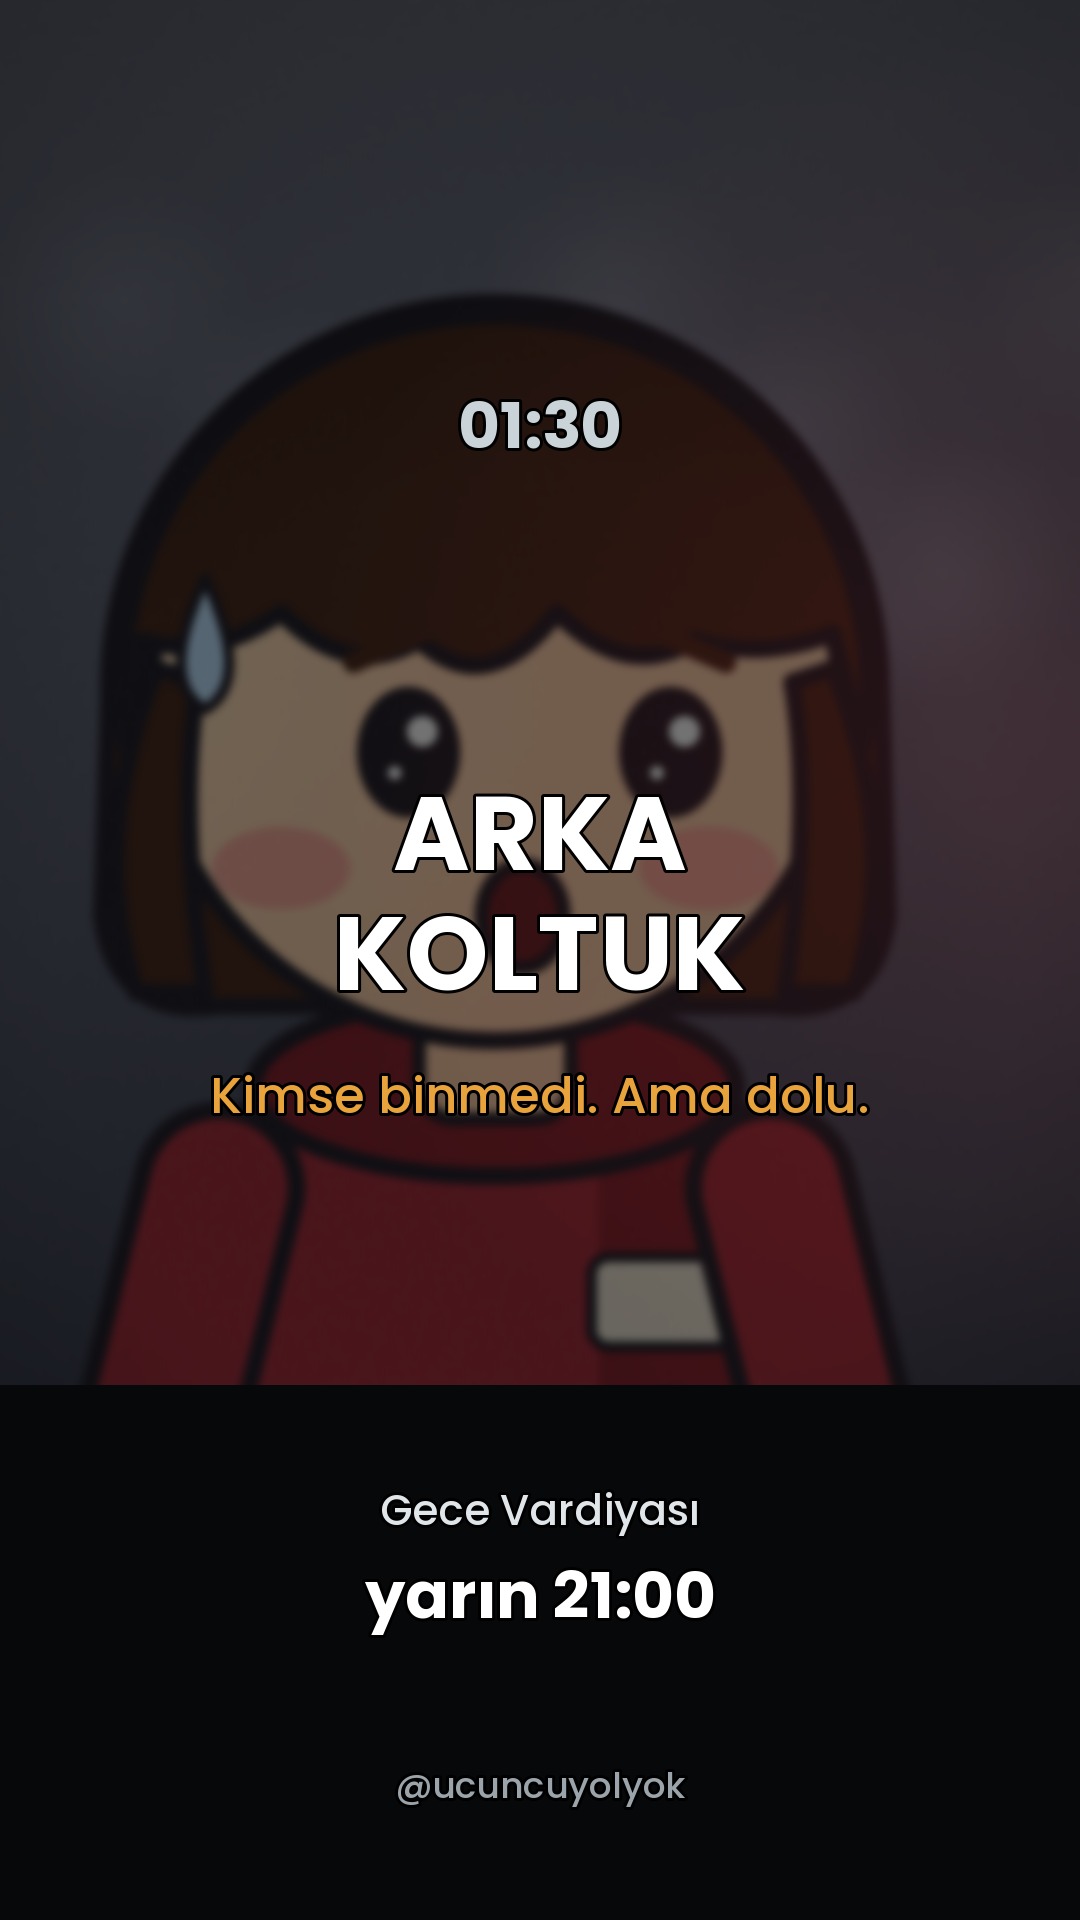 01:30
ARKA
KOLTUK
Kimse binmedi. Ama dolu.
Gece Vardiyası
yarın 21:00
@ucuncuyolyok